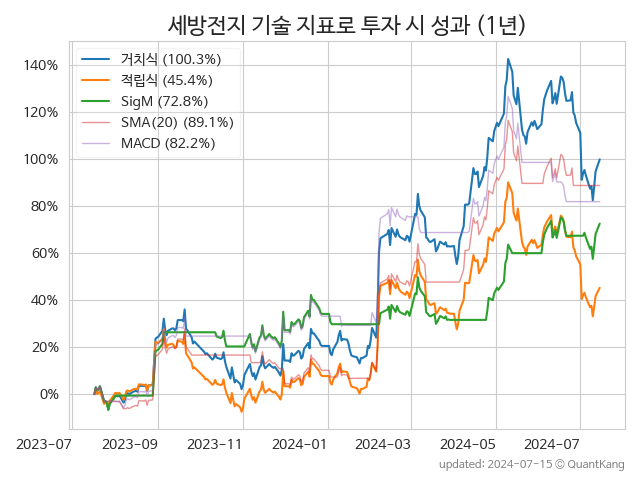 세방전지 기술 지표로 투자 시 성과 (1년)
거치식 (100.3%)
적립식 (45.4%)
SigM (72.8%)
SMA(20) (89.1%)
MACD (82.2%)
140%
120%
100%
80%
60%
40%
20%
0%
2023-07 2023-09 2023-11 2024-01 2024-03 2024-05 2024-07
updated: 2024-07-15 © QuantKang